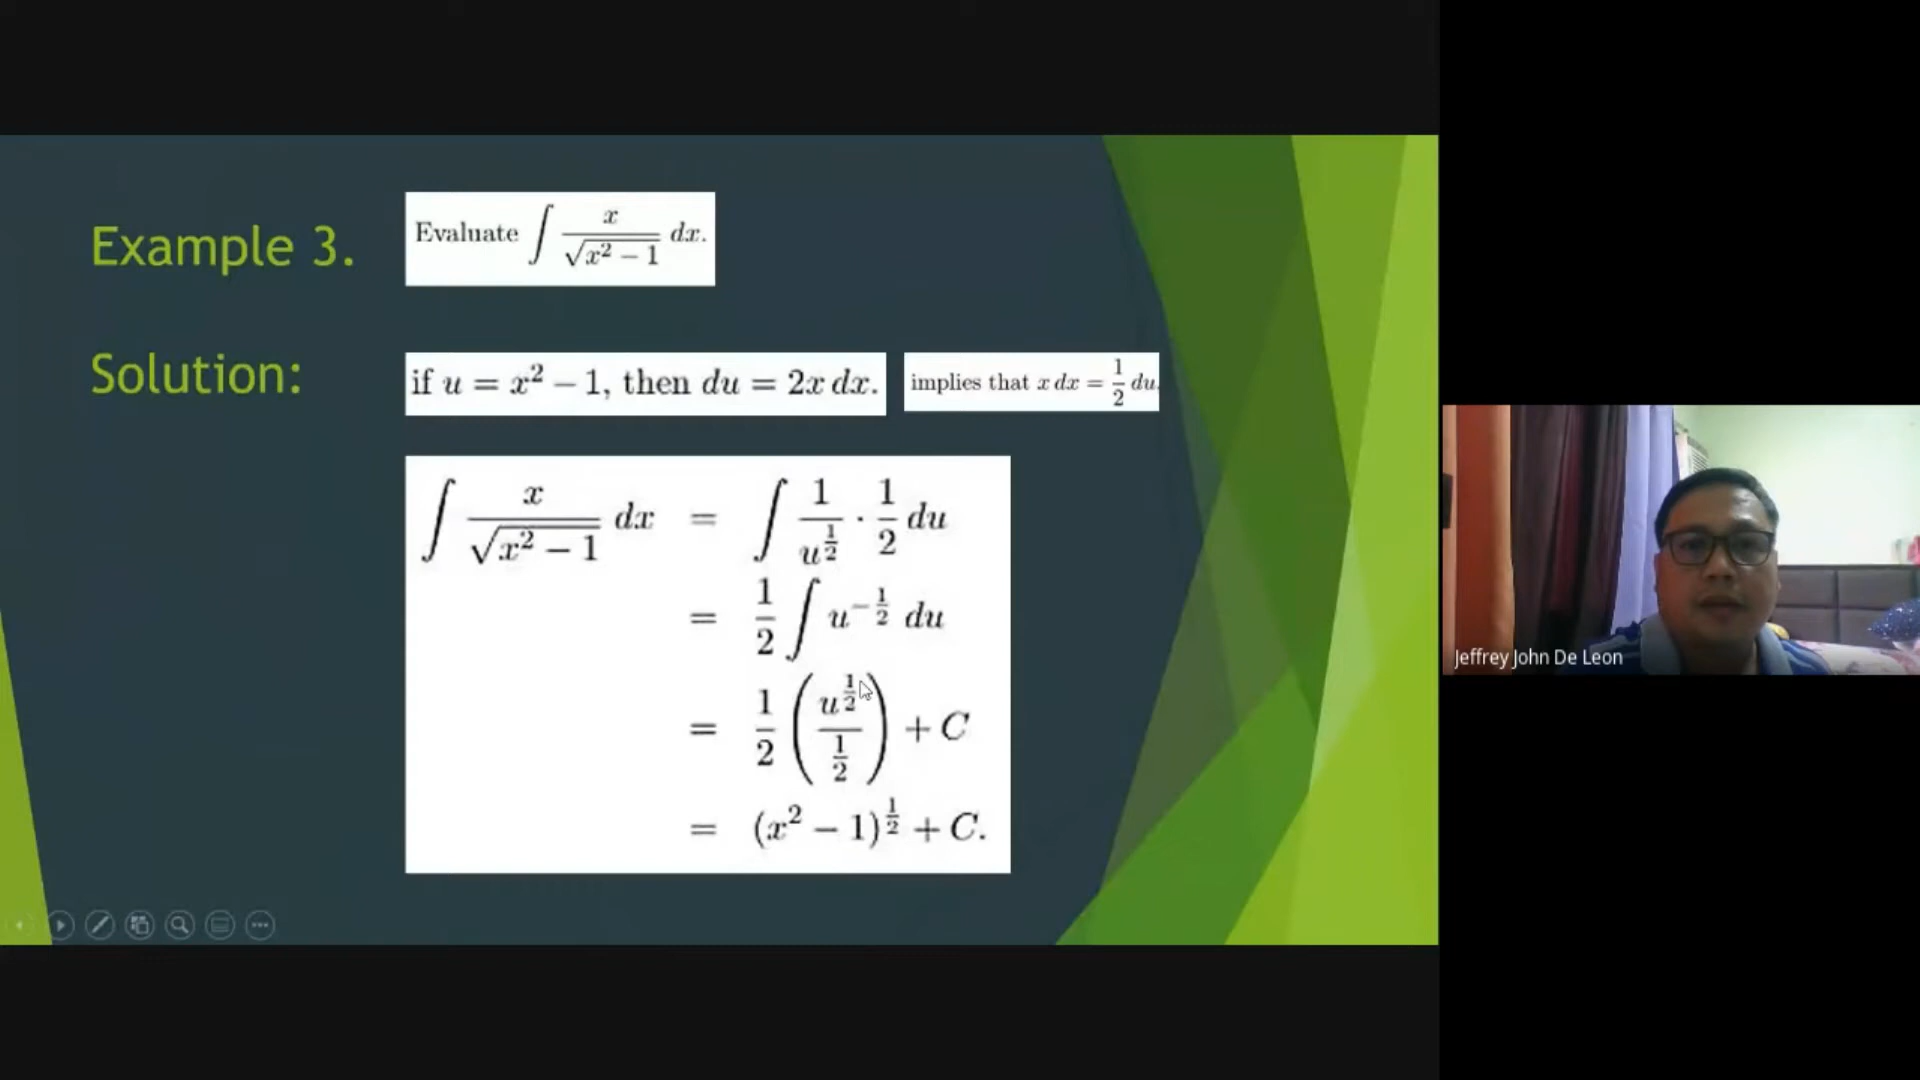 Example 3.
Evaluate ∫ x/√(x² − 1) dx.
Solution:
if u = x² − 1, then du = 2x dx.
implies that x dx = 1/2 du.
∫ x/√(x² − 1) dx = ∫ 1/u^(1/2) · 1/2 du
= 1/2 ∫ u^(−1/2) du
= 1/2 (u^(1/2)/(1/2)) + C
= (x² − 1)^(1/2) + C.
Jeffrey John De Leon